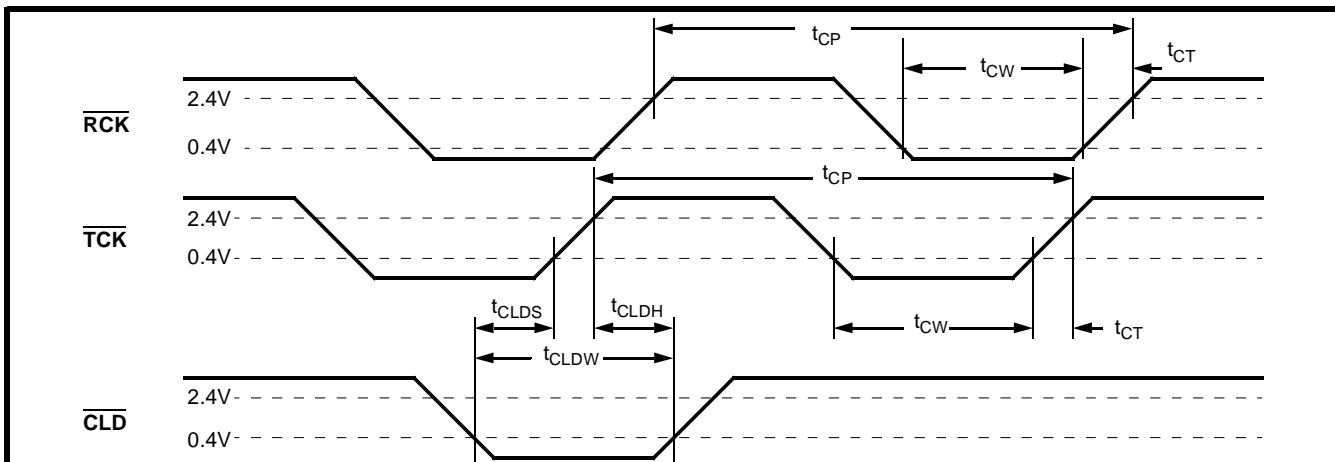 tCP
tCW
tCT
RCK
2.4V
0.4V
tCP
TCK
2.4V
0.4V
tCLDS
tCLDH
tCW
tCT
tCLDW
CLD
2.4V
0.4V